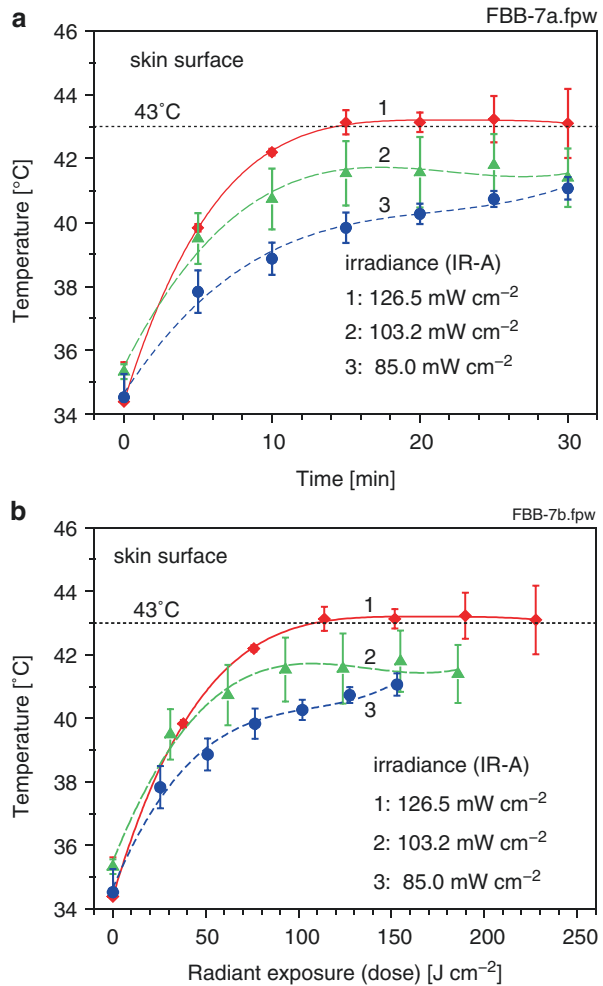 a
FBB-7a.fpw
46
44
42
40
38
36
34
Temperature [°C]
skin surface
43˚C
1
2
3
irradiance (IR-A)
1: 126.5 mW cm⁻²
2: 103.2 mW cm⁻²
3: 85.0 mW cm⁻²
0 10 20 30
Time [min]
b
FBB-7b.fpw
46
44
42
40
38
36
34
Temperature [°C]
skin surface
43˚C
1
2
3
irradiance (IR-A)
1: 126.5 mW cm⁻²
2: 103.2 mW cm⁻²
3: 85.0 mW cm⁻²
0 50 100 150 200 250
Radiant exposure (dose) [J cm⁻²]